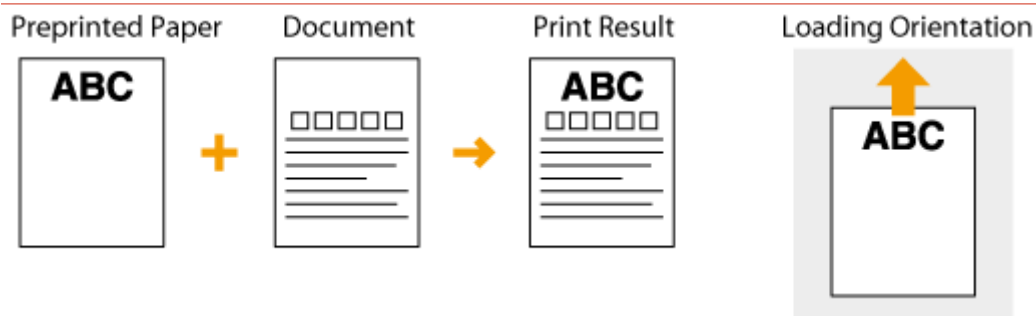 Preprinted Paper
Document
Print Result
Loading Orientation
ABC
ABC
ABC